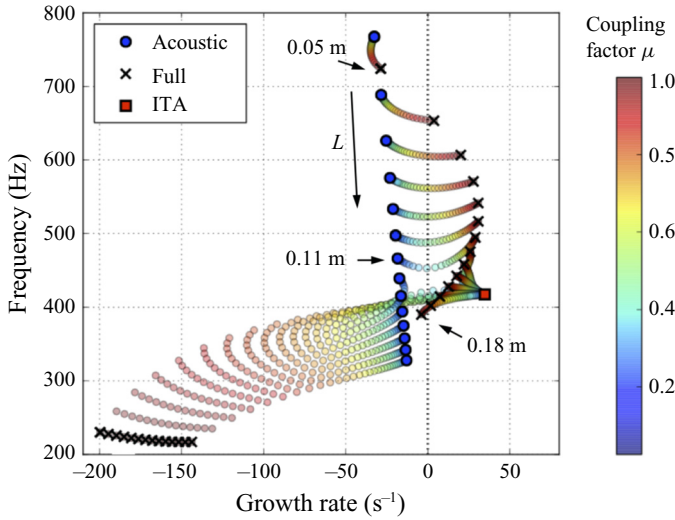 800
700
600
500
400
300
200
Frequency (Hz)
Acoustic
Full
ITA
0.05 m
L
0.11 m
0.18 m
–200
–150
–100
–50
0
50
Growth rate (s⁻¹)
Coupling
factor μ
1.0
0.5
0.5
0.4
0.2